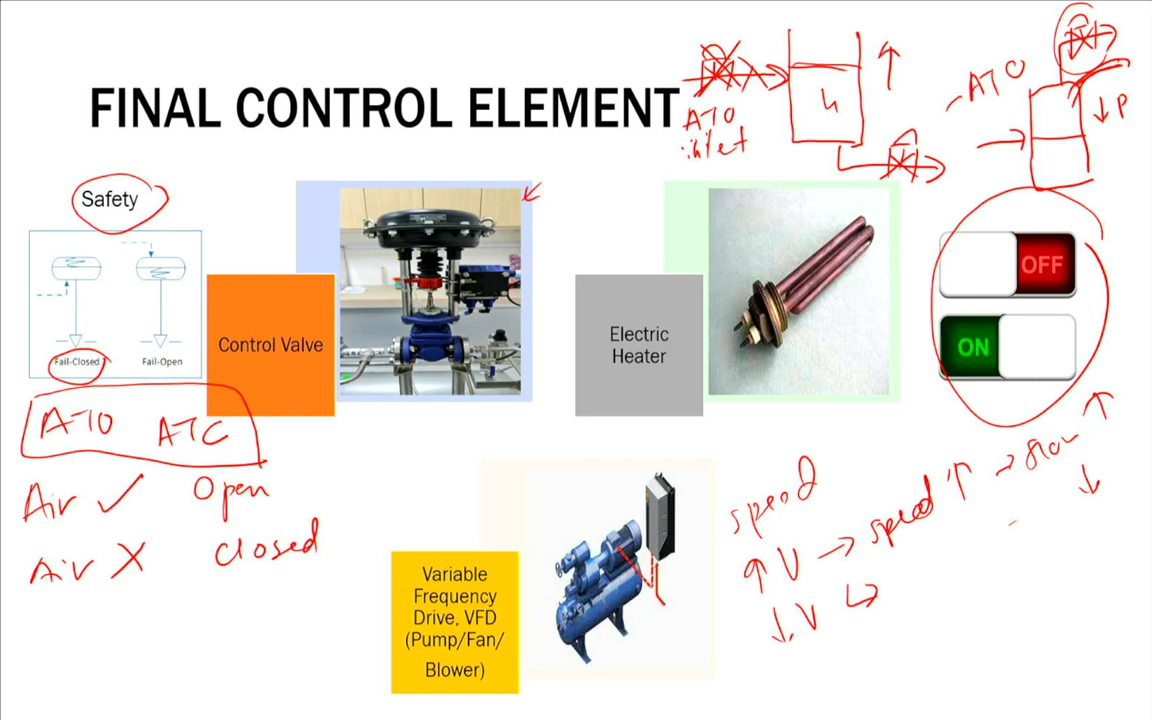 FINAL CONTROL ELEMENT
ATO
inlet
h
-ATO
↓P
Safety
Fail-Closed
Fail-Open
Control Valve
Electric
Heater
OFF
ON
ATO ATC
Air ✓ Open
Air X Closed
Variable
Frequency
Drive, VFD
(Pump/Fan/
Blower)
speed
↑V → speed ↑ → flow ↑
↓V ↳ ↓